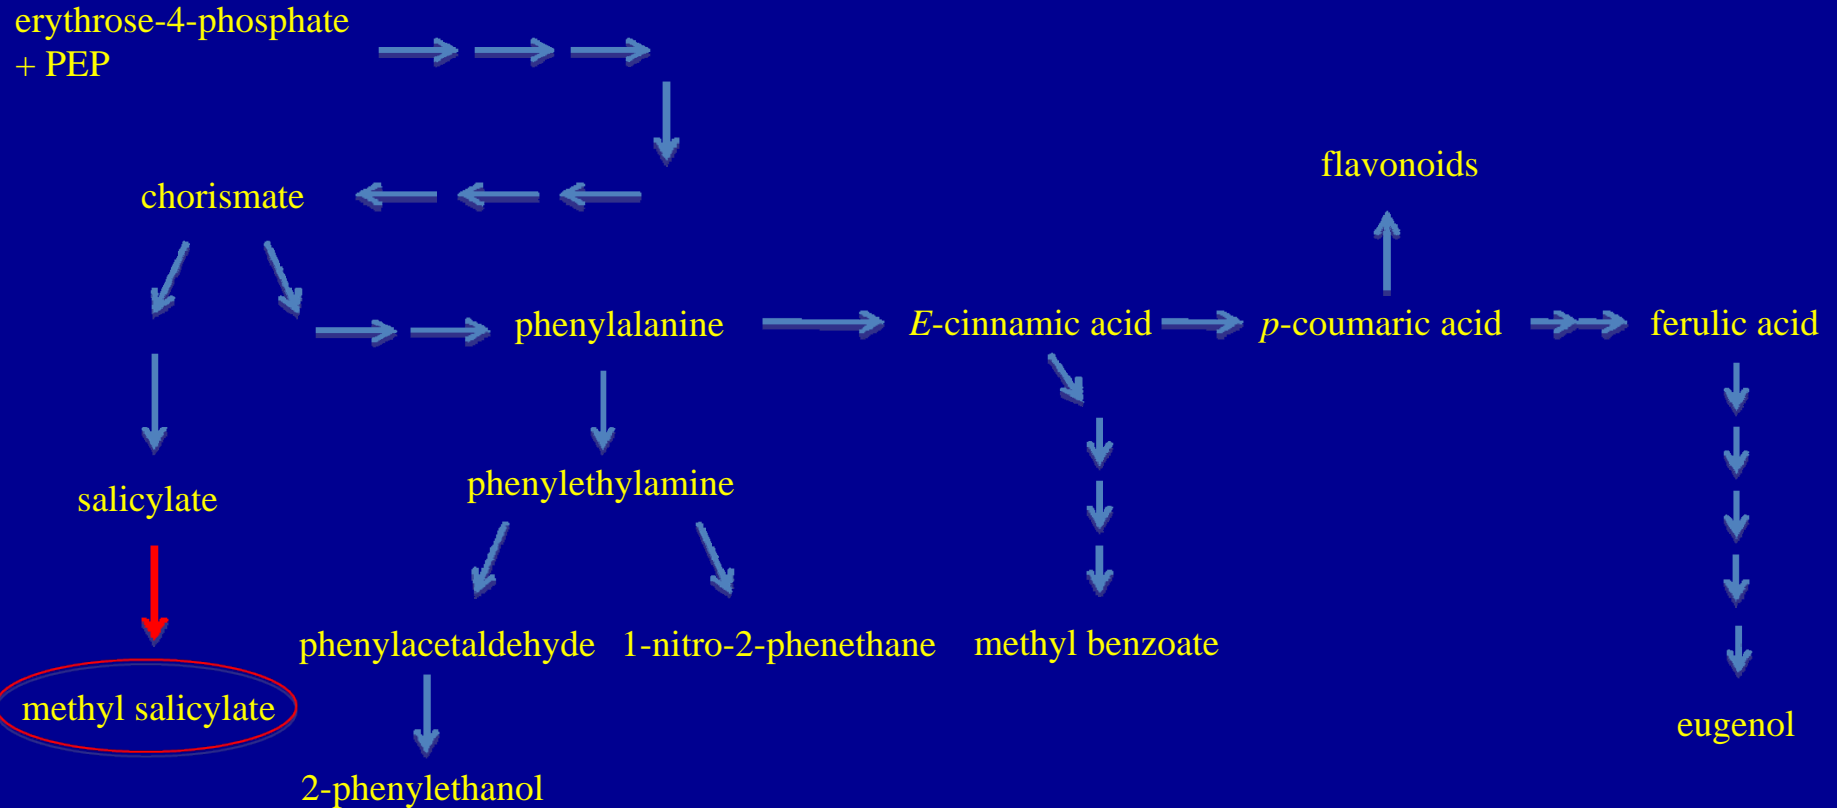 erythrose-4-phosphate
+ PEP
flavonoids
chorismate
phenylalanine
E-cinnamic acid
p-coumaric acid
ferulic acid
salicylate
phenylethylamine
phenylacetaldehyde
1-nitro-2-phenethane
methyl benzoate
methyl salicylate
eugenol
2-phenylethanol